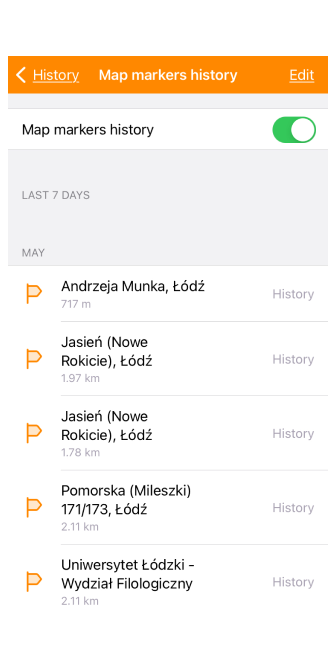 History Map markers history Edit
Map markers history
LAST 7 DAYS
MAY
Andrzeja Munka, Łódź
717 m
History
Jasień (Nowe
Rokicie), Łódź
1.97 km
History
Jasień (Nowe
Rokicie), Łódź
1.78 km
History
Pomorska (Mileszki)
171/173, Łódź
2.11 km
History
Uniwersytet Łódzki -
Wydział Filologiczny
2.11 km
History